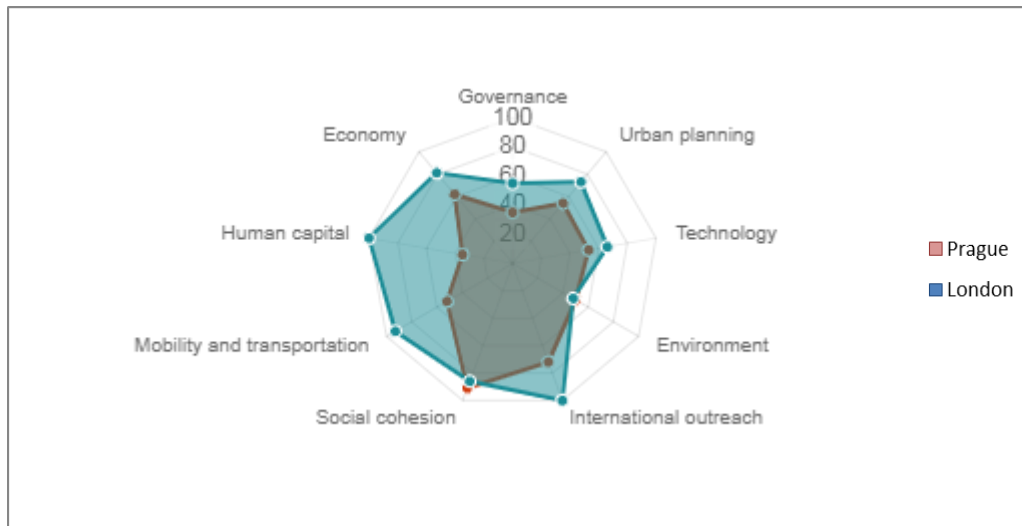 Governance
100
Economy
Urban planning
80
60
40
20
Human capital
Technology
Prague
London
Mobility and transportation
Environment
Social cohesion
International outreach